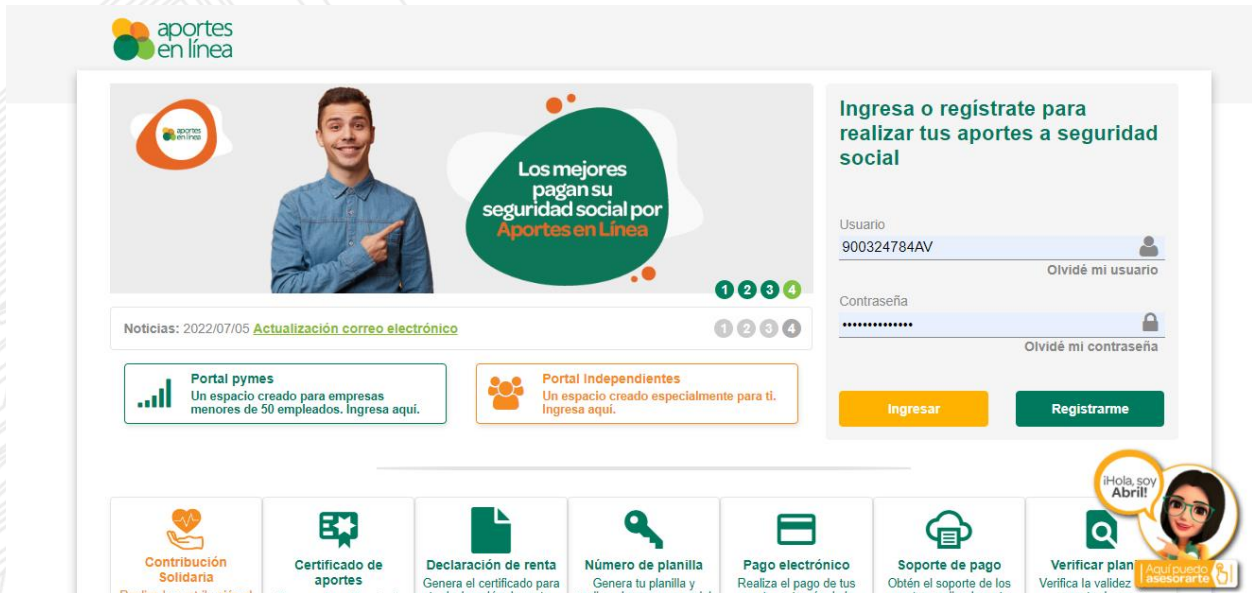 aportes
en línea
aportes
en línea
Los mejores
pagan su
seguridad social por
Aportes en Línea
1 2 3 4
Noticias: 2022/07/05 Actualización correo electrónico
1 2 3 4
Portal pymes
Un espacio creado para empresas
menores de 50 empleados. Ingresa aquí.
Portal Independientes
Un espacio creado especialmente para ti.
Ingresa aquí.
Ingresa o regístrate para
realizar tus aportes a seguridad
social
Usuario
900324784AV
Olvidé mi usuario
Contraseña
••••••••••••••
Olvidé mi contraseña
Ingresar
Registrarme
¡Hola, soy
Abril!
Aquí puedo
asesorarte
Contribución
Solidaria
Certificado de
aportes
Declaración de renta
Genera el certificado para
Número de planilla
Genera tu planilla y
Pago electrónico
Realiza el pago de tus
Soporte de pago
Obtén el soporte de los
Verificar plan
Verifica la validez